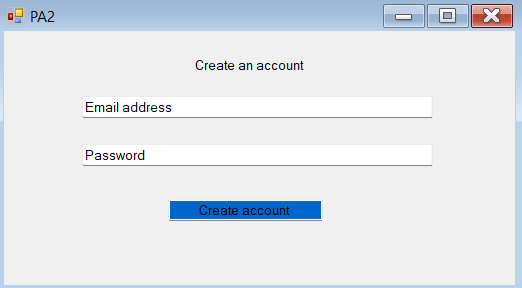 PA2
Create an account
Email address
Password
Create account